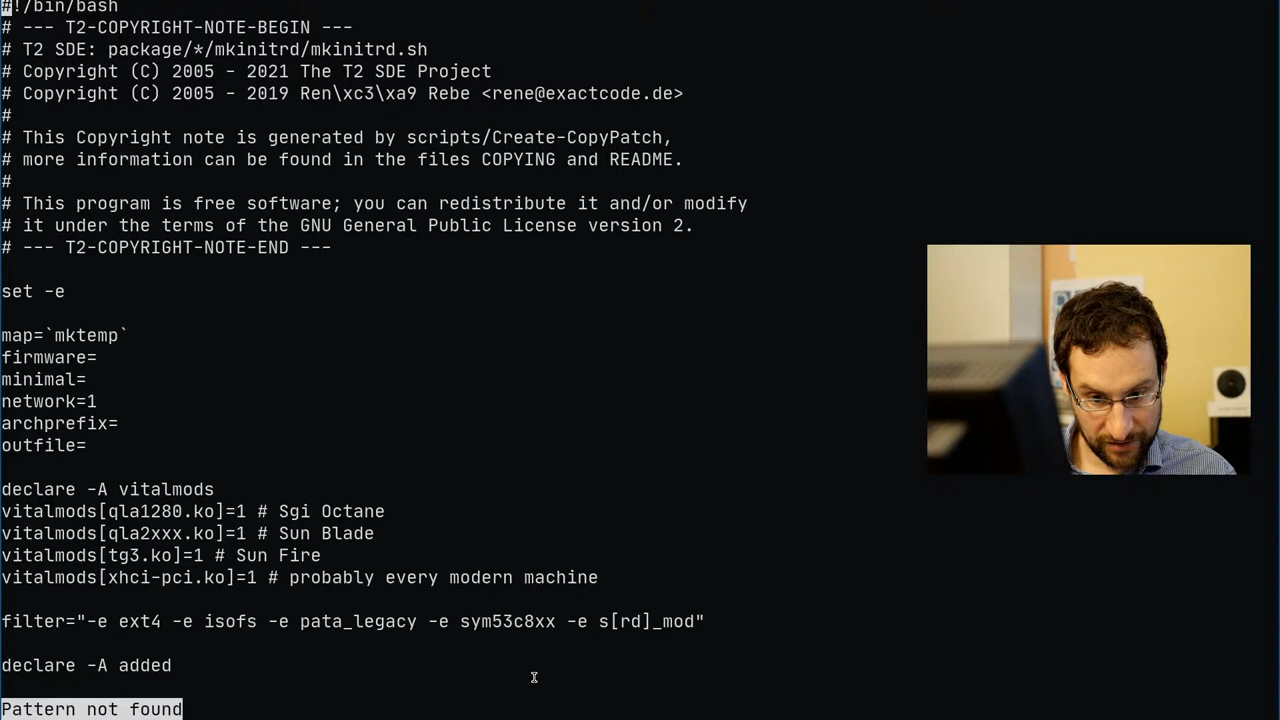 #!/bin/bash
# --- T2-COPYRIGHT-NOTE-BEGIN ---
# T2 SDE: package/*/mkinitrd/mkinitrd.sh
# Copyright (C) 2005 - 2021 The T2 SDE Project
# Copyright (C) 2005 - 2019 Ren\xc3\xa9 Rebe <rene@exactcode.de>
#
# This Copyright note is generated by scripts/Create-CopyPatch,
# more information can be found in the files COPYING and README.
#
# This program is free software; you can redistribute it and/or modify
# it under the terms of the GNU General Public License version 2.
# --- T2-COPYRIGHT-NOTE-END ---
set -e
map=`mktemp`
firmware=
minimal=
network=1
archprefix=
outfile=
declare -A vitalmods
vitalmods[qla1280.ko]=1 # Sgi Octane
vitalmods[qla2xxx.ko]=1 # Sun Blade
vitalmods[tg3.ko]=1 # Sun Fire
vitalmods[xhci-pci.ko]=1 # probably every modern machine
filter="-e ext4 -e isofs -e pata_legacy -e sym53c8xx -e s[rd]_mod"
declare -A added
Pattern not found